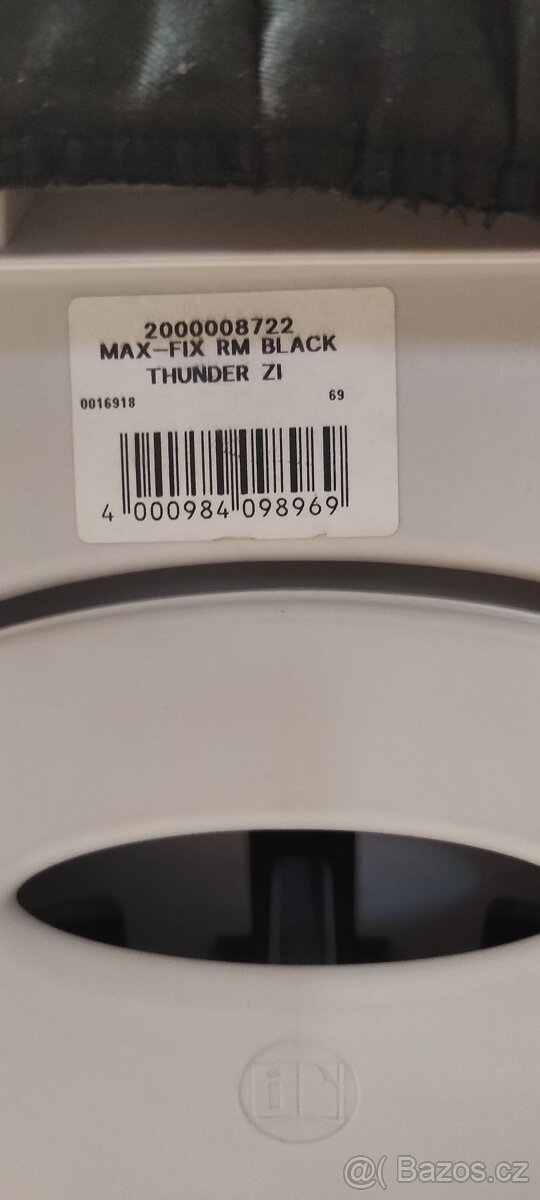 2000008722
MAX-FIX RM BLACK
THUNDER ZI
0016918 69
4 000984 098969
@( Bazos.cz